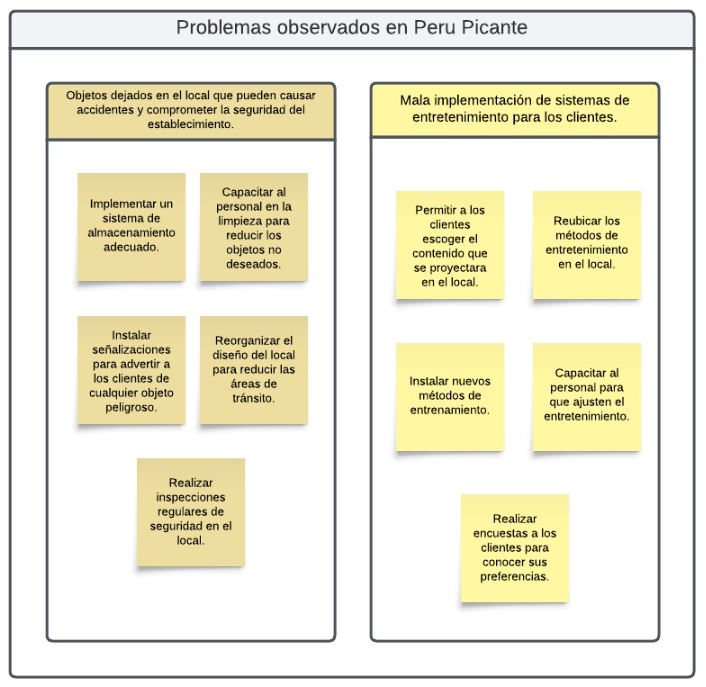 Problemas observados en Peru Picante
Objetos dejados en el local que pueden causar
accidentes y comprometer la seguridad del
establecimiento.
Implementar un
sistema de
almacenamiento
adecuado.
Capacitar al
personal en la
limpieza para
reducir los
objetos no
deseados.
Instalar
señalizaciones
para advertir a
los clientes de
cualquier objeto
peligroso.
Reorganizar el
diseño del local
para reducir las
áreas de
tránsito.
Realizar
inspecciones
regulares de
seguridad en el
local.
Mala implementación de sistemas de
entretenimiento para los clientes.
Permitir a los
clientes
escoger el
contenido que
se proyectara
en el local.
Reubicar los
métodos de
entretenimiento
en el local.
Instalar nuevos
métodos de
entrenamiento.
Capacitar al
personal para
que ajusten el
entretenimiento.
Realizar
encuestas a los
clientes para
conocer sus
preferencias.